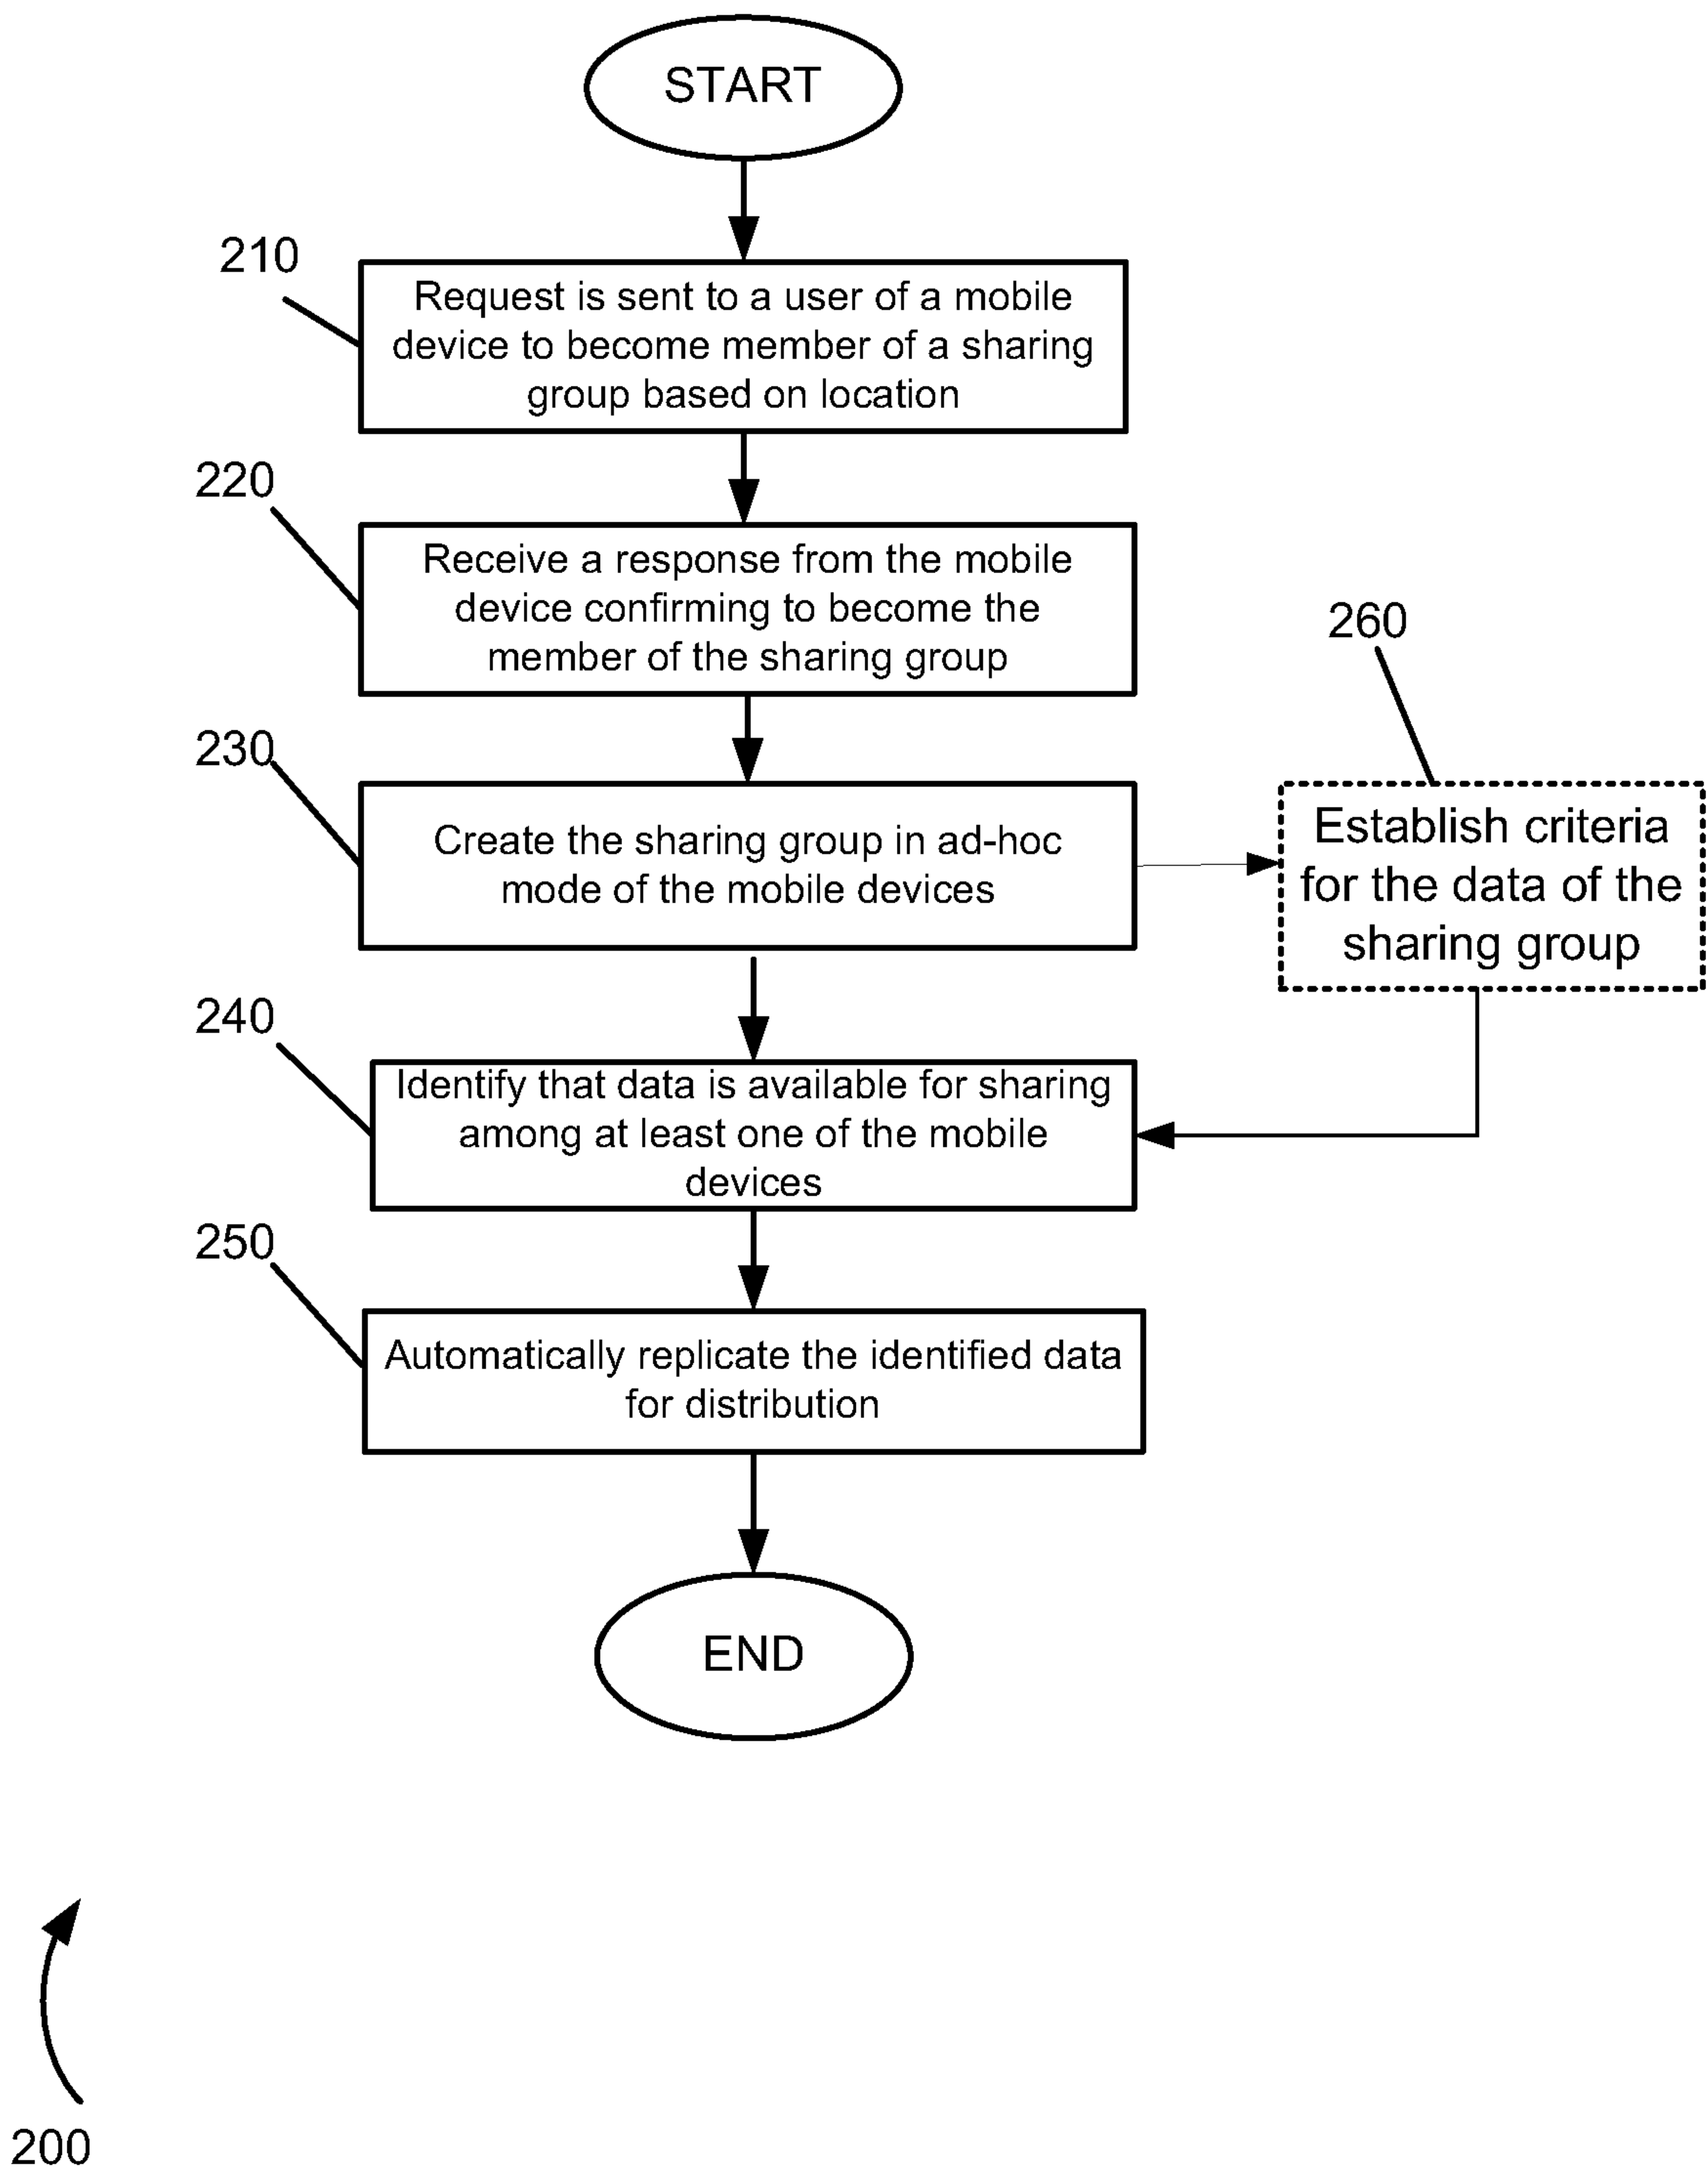 START
210
Request is sent to a user of a mobile
device to become member of a sharing
group based on location
220
Receive a response from the mobile
device confirming to become the
member of the sharing group
260
230
Create the sharing group in ad-hoc
mode of the mobile devices
Establish criteria
for the data of the
sharing group
240
Identify that data is available for sharing
among at least one of the mobile
devices
250
Automatically replicate the identified data
for distribution
END
200